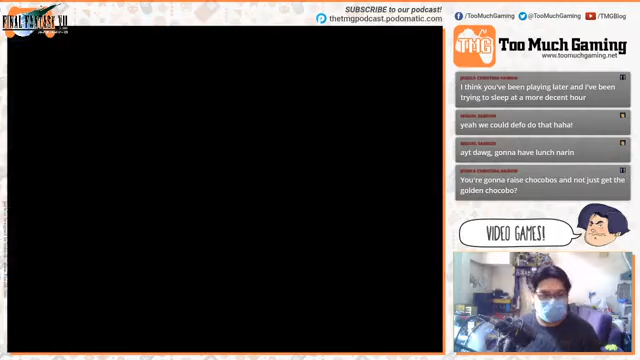 FINAL FANTASY VII
SUBSCRIBE to our podcast!
thetmgpodcast.podomatic.com
/TooMuchGaming
@TooMuchGaming
/TMGBlog
TMG
Too Much Gaming
www.toomuchgaming.net
I think you've been playing later and I've been
trying to sleep at a more decent hour
yeah we could defo do that haha!
ayt dawg, gonna have lunch narin
You're gonna raise chocobos and not just get the
golden chocobo?
VIDEO GAMES!